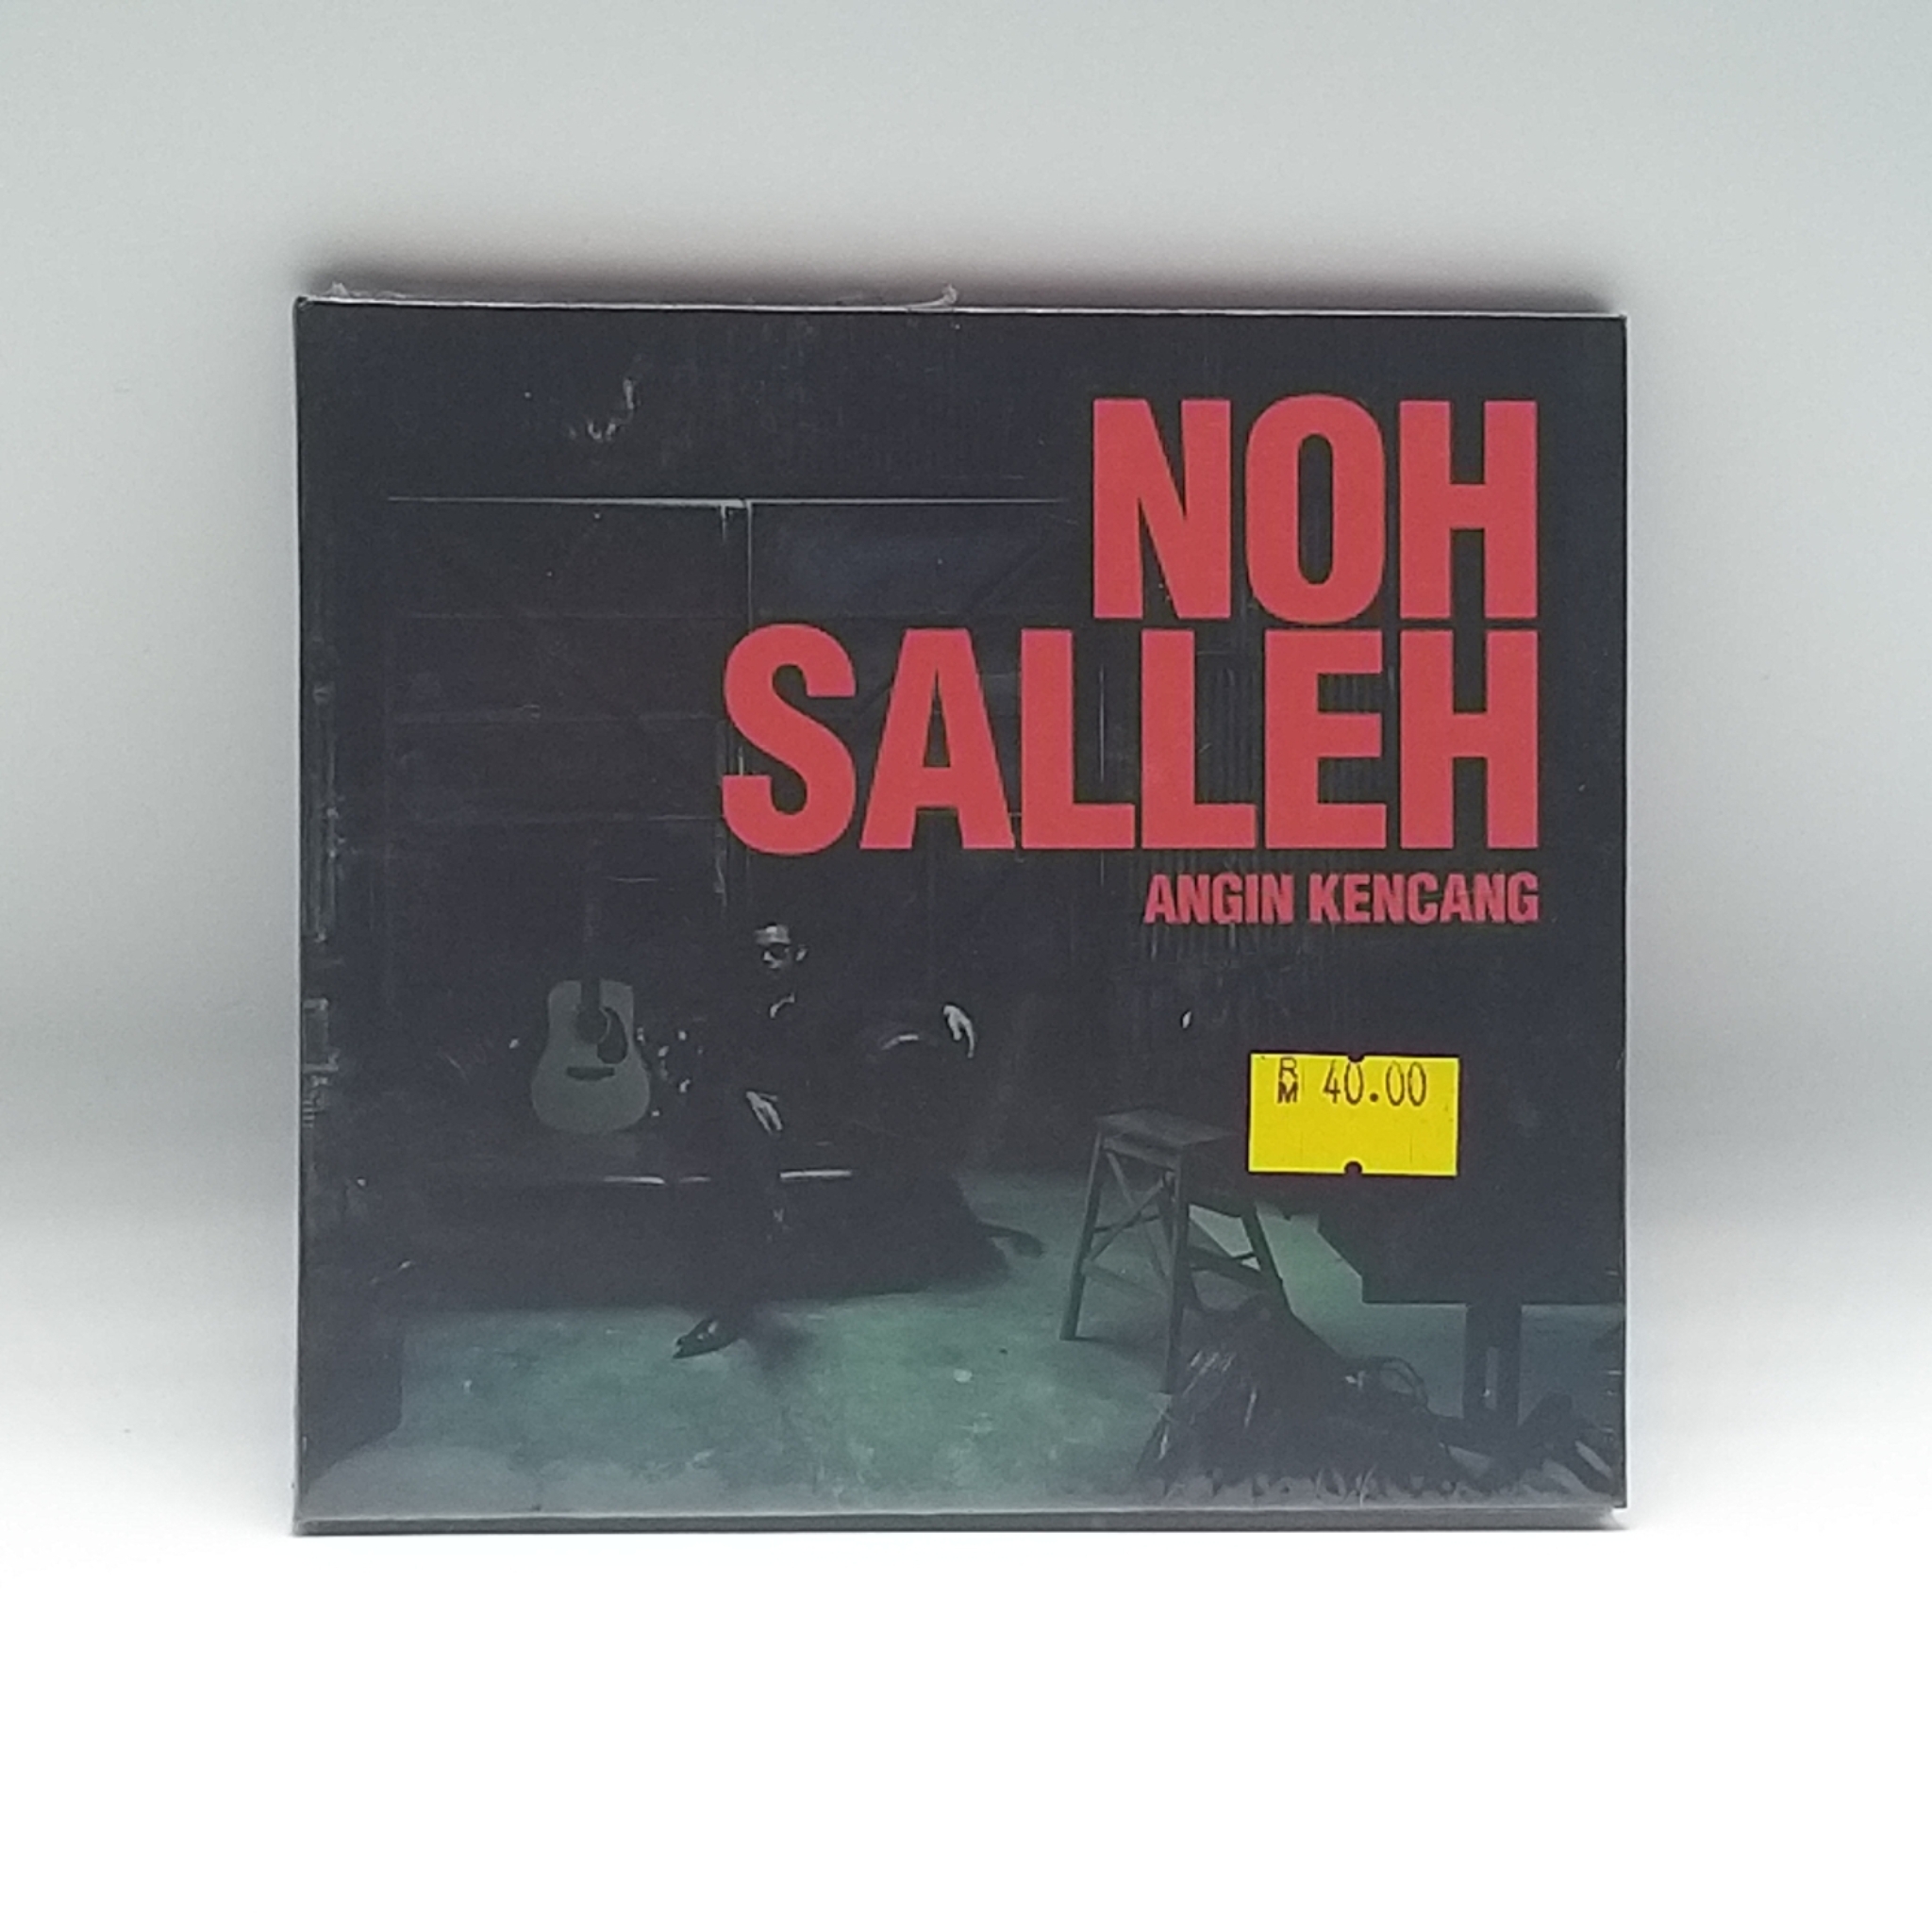 NOH
SALLEH
ANGIN KENCANG
RM 40.00